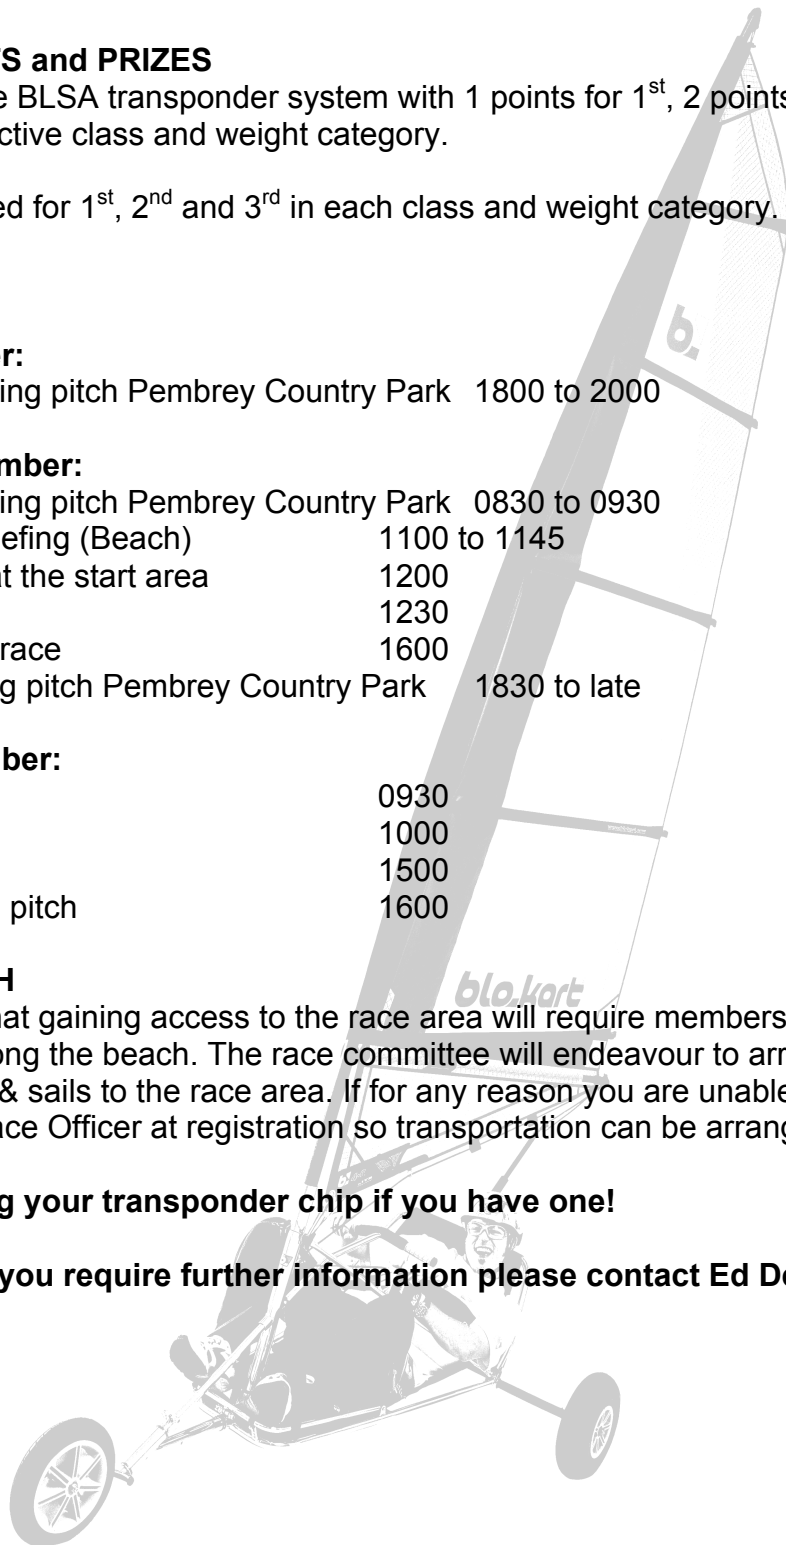 TS and PRIZES
e BLSA transponder system with 1 points for 1st, 2 points
ctive class and weight category.
ed for 1st, 2nd and 3rd in each class and weight category.
b.
er:
ing pitch Pembrey Country Park 1800 to 2000
mber:
ing pitch Pembrey Country Park 0830 to 0930
efing (Beach) 1100 to 1145
at the start area 1200
1230
race 1600
g pitch Pembrey Country Park 1830 to late
ber:
0930
1000
1500
pitch 1600
blo.kart
H
hat gaining access to the race area will require members
ong the beach. The race committee will endeavour to arr
& sails to the race area. If for any reason you are unable
ace Officer at registration so transportation can be arrang
g your transponder chip if you have one!
you require further information please contact Ed De